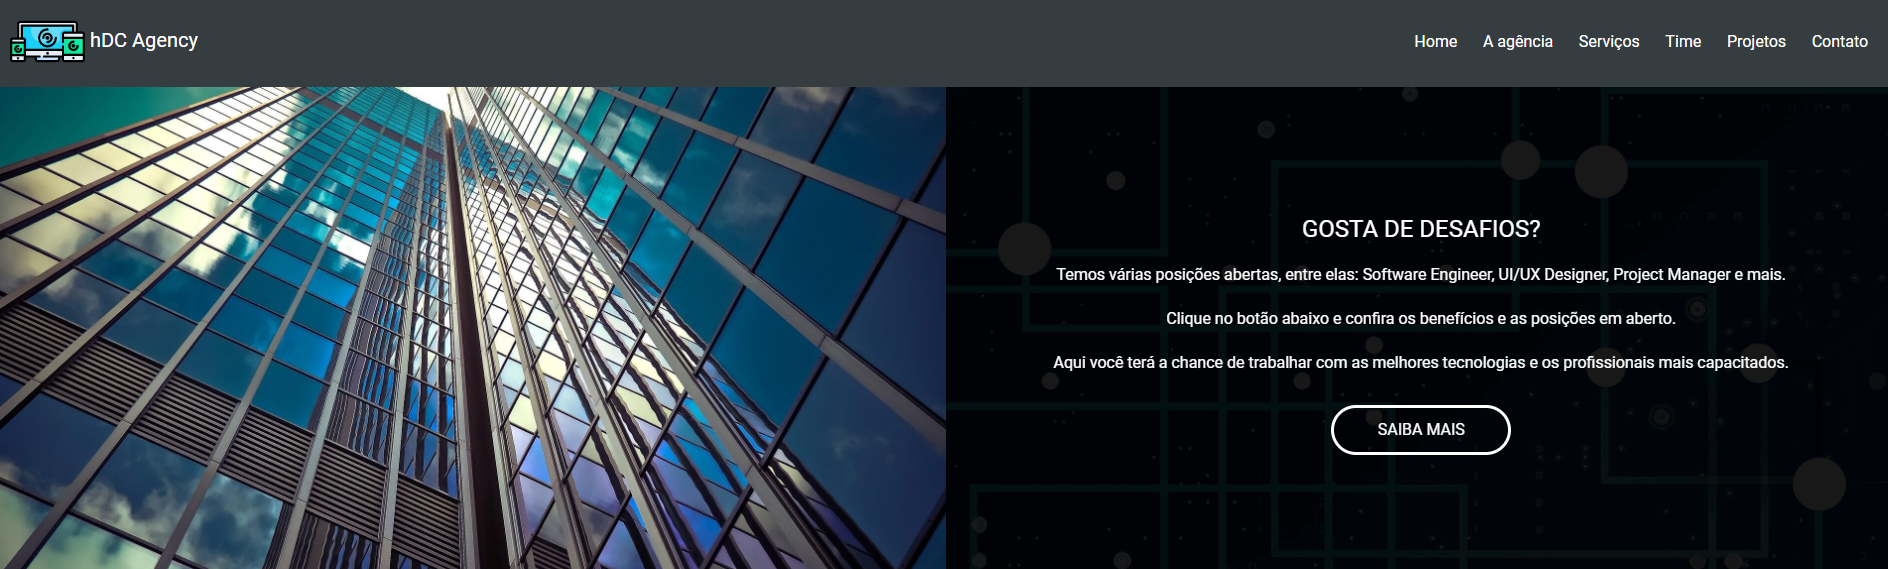 hDC Agency
Home A agência Serviços Time Projetos Contato
GOSTA DE DESAFIOS?
Temos várias posições abertas, entre elas: Software Engineer, UI/UX Designer, Project Manager e mais.
Clique no botão abaixo e confira os benefícios e as posições em aberto.
Aqui você terá a chance de trabalhar com as melhores tecnologias e os profissionais mais capacitados.
SAIBA MAIS